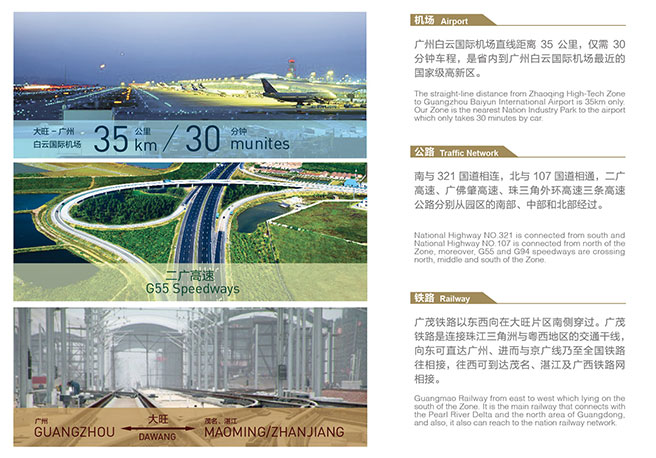 大旺 – 广州
白云国际机场
35 公里 km / 30 分钟 munites
二广高速
G55 Speedways
广州
GUANGZHOU
大旺
DAWANG
茂名、湛江
MAOMING/ZHANJIANG
机场 Airport
广州白云国际机场直线距离 35 公里，仅需 30
分钟车程，是省内到广州白云国际机场最近的
国家级高新区。
The straight-line distance from Zhaoqing High-Tech Zone
to Guangzhou Baiyun International Airport is 35km only.
Our Zone is the nearest Nation Industry Park to the airport
which only takes 30 minutes by car.
公路 Traffic Network
南与 321 国道相连，北与 107 国道相通，二广
高速、广佛肇高速、珠三角外环高速三条高速
公路分别从园区的南部、中部和北部经过。
National Highway NO.321 is connected from south and
National Highway NO.107 is connected from north of the
Zone, moreover, G55 and G94 speedways are crossing
north, middle and south of the Zone.
铁路 Railway
广茂铁路以东西向在大旺片区南侧穿过。广茂
铁路是连接珠江三角洲与粤西地区的交通干线，
向东可直达广州、进而与京广线乃至全国铁路
往相接，往西可到达茂名、湛江及广西铁路网
相接。
Guangmao Railway from east to west which lying on the
south of the Zone. It is the main railway that connects with
the Pearl River Delta and the north area of Guangdong,
and also, it also can reach to the nation railway network.